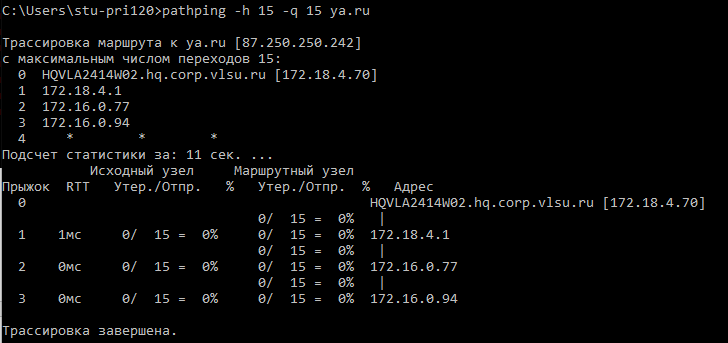 C:\Users\stu-pri120>pathping -h 15 -q 15 ya.ru
Трассировка маршрута к ya.ru [87.250.250.242]
с максимальным числом переходов 15:
  0  HQVLA2414W02.hq.corp.vlsu.ru [172.18.4.70]
  1  172.18.4.1
  2  172.16.0.77
  3  172.16.0.94
  4     *        *        *
Подсчет статистики за: 11 сек. ...
            Исходный узел     Маршрутный узел
Прыжок  RTT    Утер./Отпр.   %    Утер./Отпр.   %   Адрес
  0                                           HQVLA2414W02.hq.corp.vlsu.ru [172.18.4.70]
                                0/  15 =  0%   |
  1    1мс     0/  15 =  0%     0/  15 =  0%  172.18.4.1
                                0/  15 =  0%   |
  2    0мс     0/  15 =  0%     0/  15 =  0%  172.16.0.77
                                0/  15 =  0%   |
  3    0мс     0/  15 =  0%     0/  15 =  0%  172.16.0.94
Трассировка завершена.